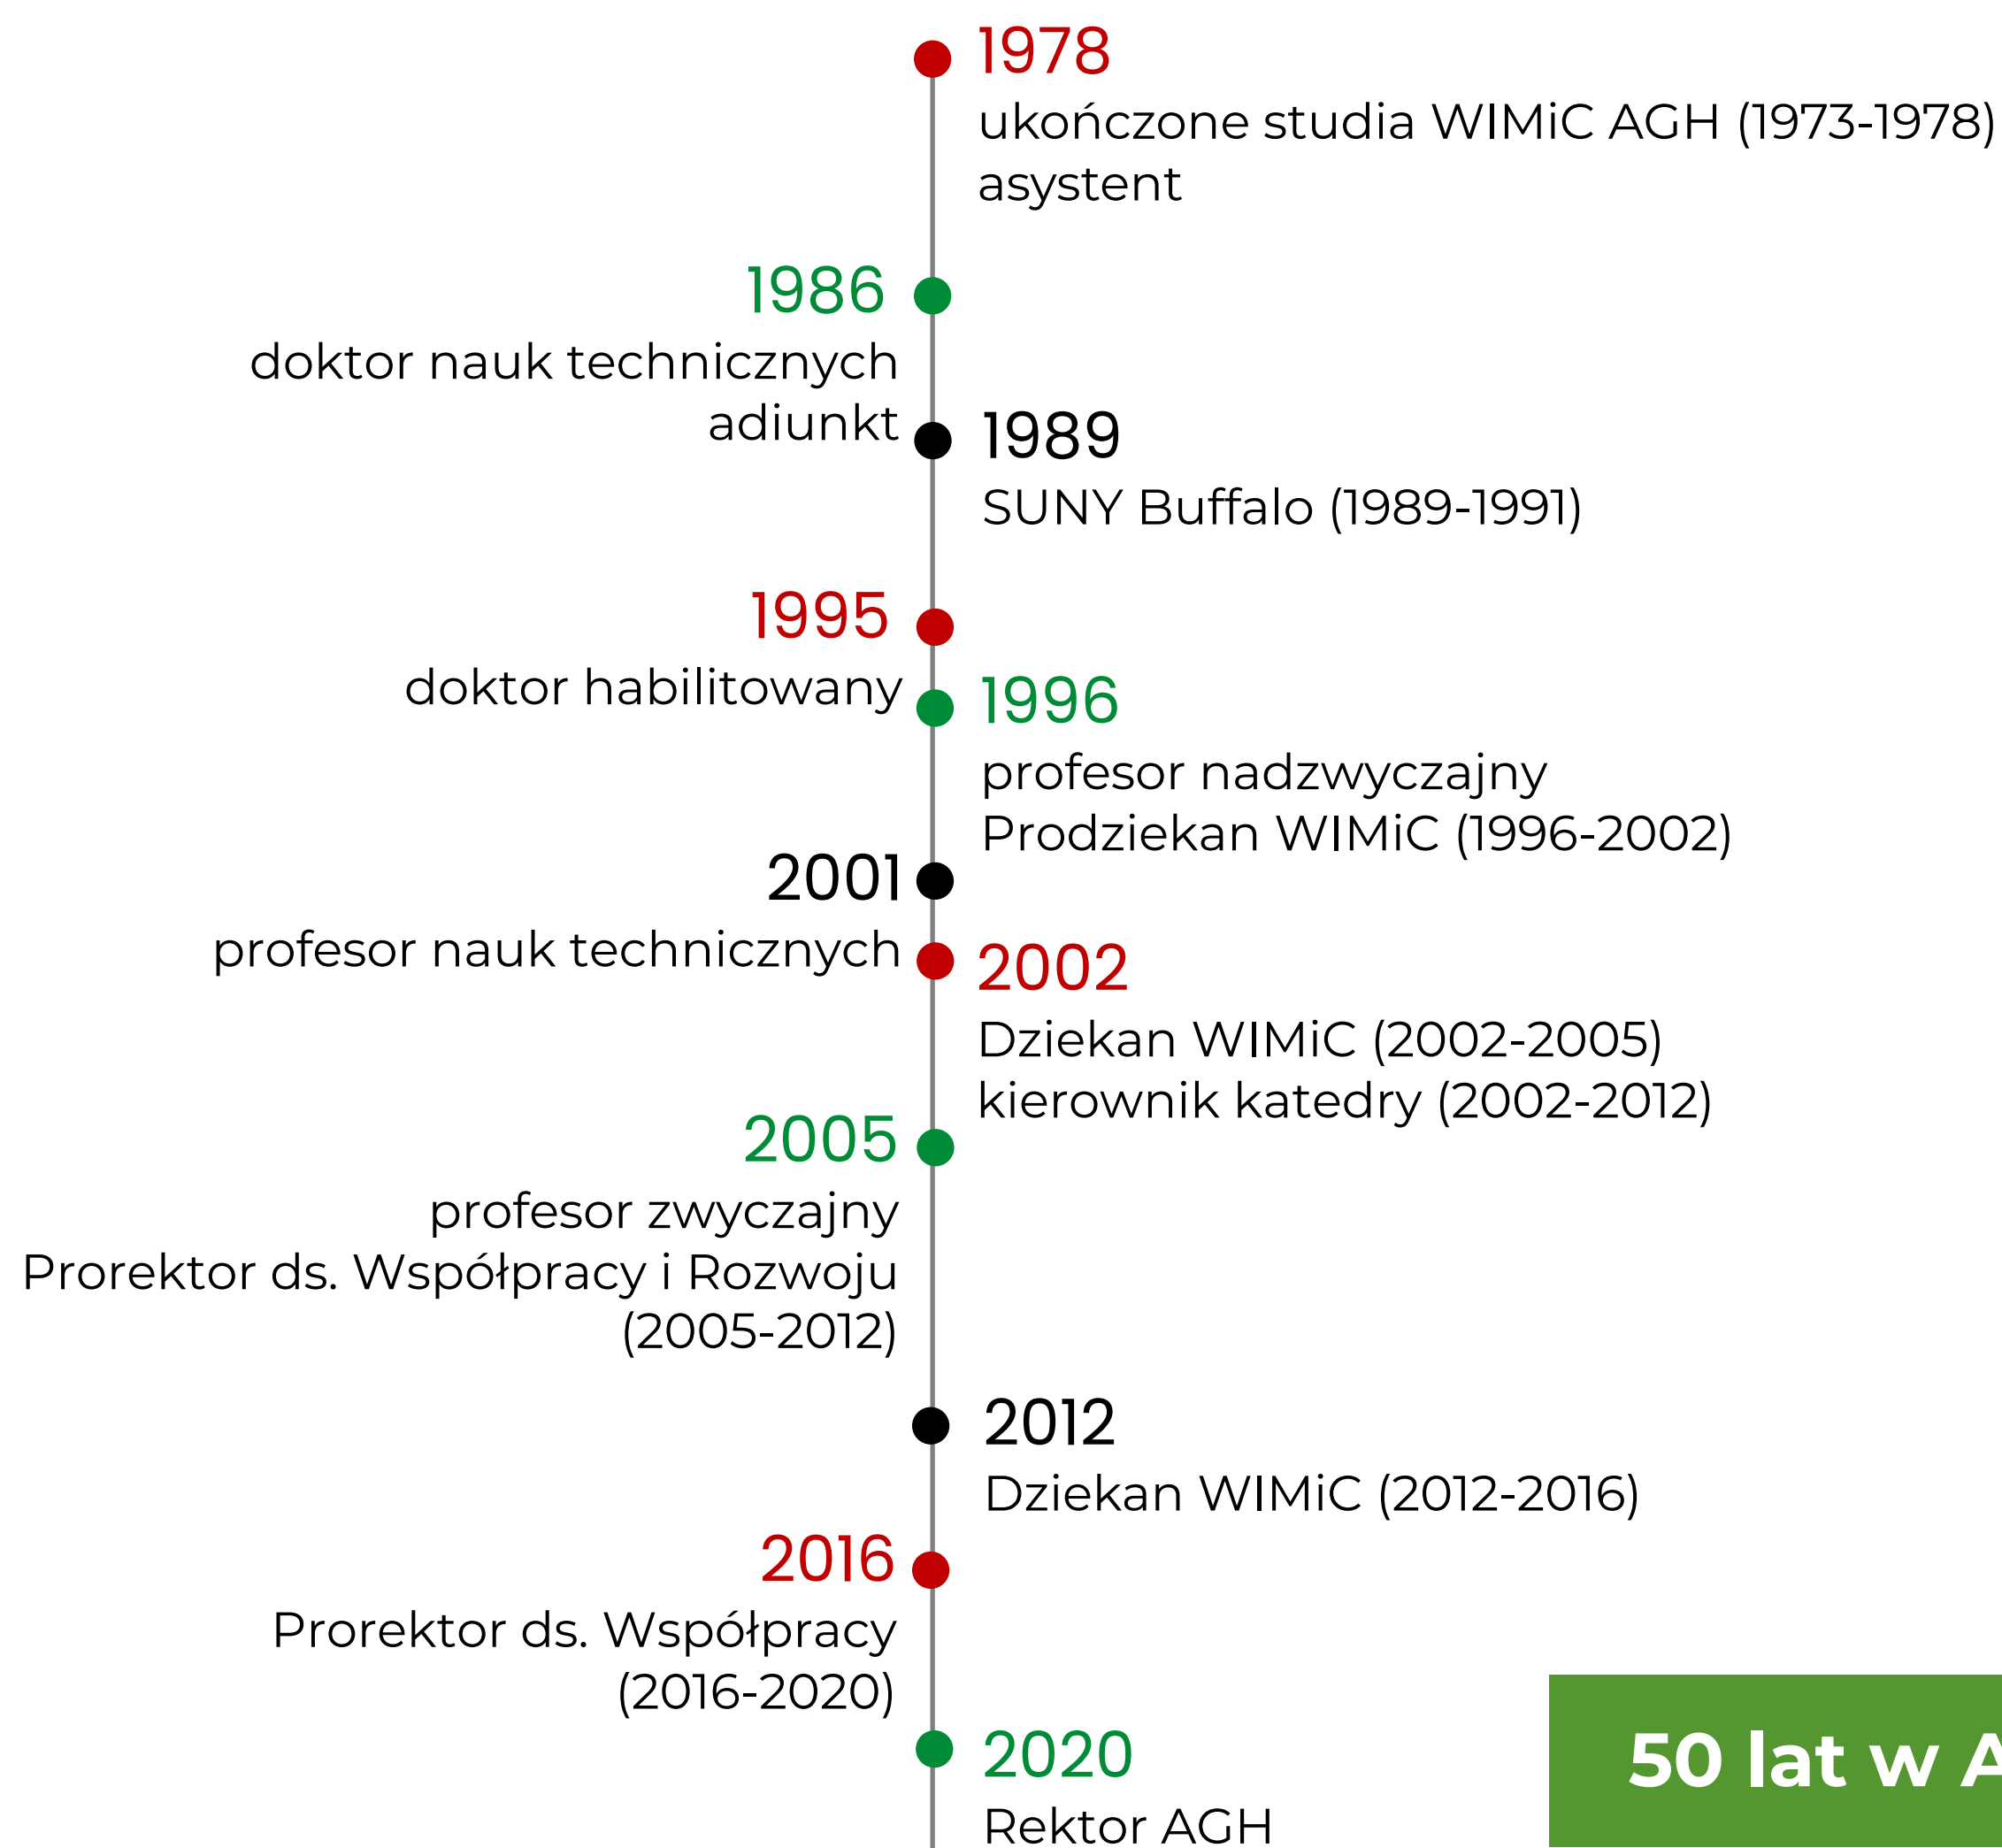 1978
ukończone studia WIMiC AGH (1973-1978)
asystent
1986
doktor nauk technicznych
adiunkt
1989
SUNY Buffalo (1989-1991)
1995
doktor habilitowany
1996
profesor nadzwyczajny
Prodziekan WIMiC (1996-2002)
2001
profesor nauk technicznych
2002
Dziekan WIMiC (2002-2005)
kierownik katedry (2002-2012)
2005
profesor zwyczajny
Prorektor ds. Współpracy i Rozwoju
(2005-2012)
2012
Dziekan WIMiC (2012-2016)
2016
Prorektor ds. Współpracy
(2016-2020)
2020
Rektor AGH
50 lat w